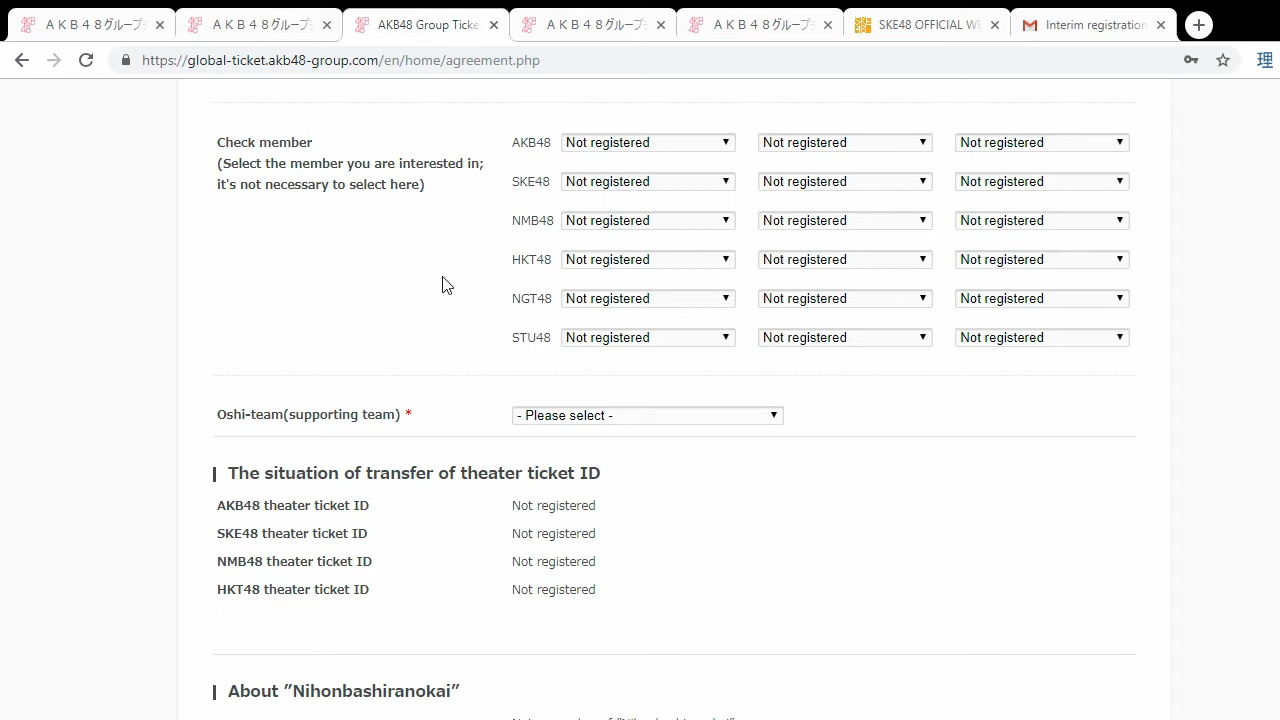 ＡＫＢ４８グループ
ＡＫＢ４８グループ
AKB48 Group Ticke
ＡＫＢ４８グループ
ＡＫＢ４８グループ
SKE48 OFFICIAL WE
Interim registration
https://global-ticket.akb48-group.com/en/home/agreement.php
理
Check member
(Select the member you are interested in;
it's not necessary to select here)
AKB48 Not registered Not registered Not registered
SKE48 Not registered Not registered Not registered
NMB48 Not registered Not registered Not registered
HKT48 Not registered Not registered Not registered
NGT48 Not registered Not registered Not registered
STU48 Not registered Not registered Not registered
Oshi-team(supporting team) * - Please select -
The situation of transfer of theater ticket ID
AKB48 theater ticket ID Not registered
SKE48 theater ticket ID Not registered
NMB48 theater ticket ID Not registered
HKT48 theater ticket ID Not registered
About ”Nihonbashiranokai”